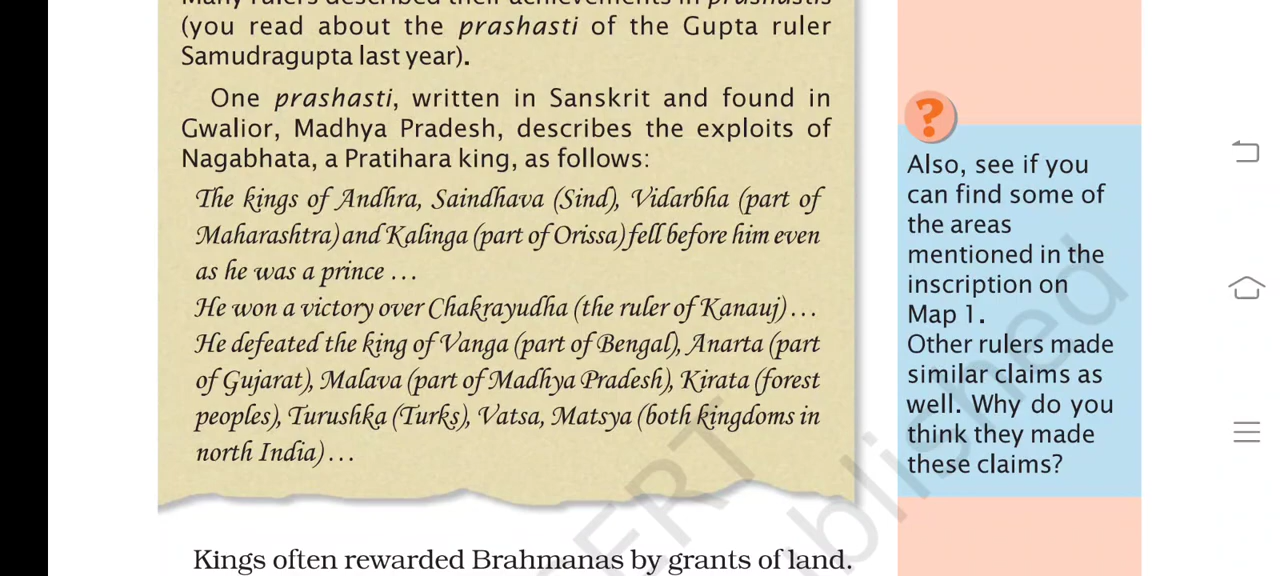 Many rulers described their achievements in prashastis
(you read about the prashasti of the Gupta ruler
Samudragupta last year).
One prashasti, written in Sanskrit and found in
Gwalior, Madhya Pradesh, describes the exploits of
Nagabhata, a Pratihara king, as follows:
The kings of Andhra, Saindhava (Sind), Vidarbha (part of
Maharashtra) and Kalinga (part of Orissa) fell before him even
as he was a prince …
He won a victory over Chakrayudha (the ruler of Kanauj) …
He defeated the king of Vanga (part of Bengal), Anarta (part
of Gujarat), Malava (part of Madhya Pradesh), Kirata (forest
peoples), Turushka (Turks), Vatsa, Matsya (both kingdoms in
north India) …
Kings often rewarded Brahmanas by grants of land.
?
Also, see if you
can find some of
the areas
mentioned in the
inscription on
Map 1.
Other rulers made
similar claims as
well. Why do you
think they made
these claims?